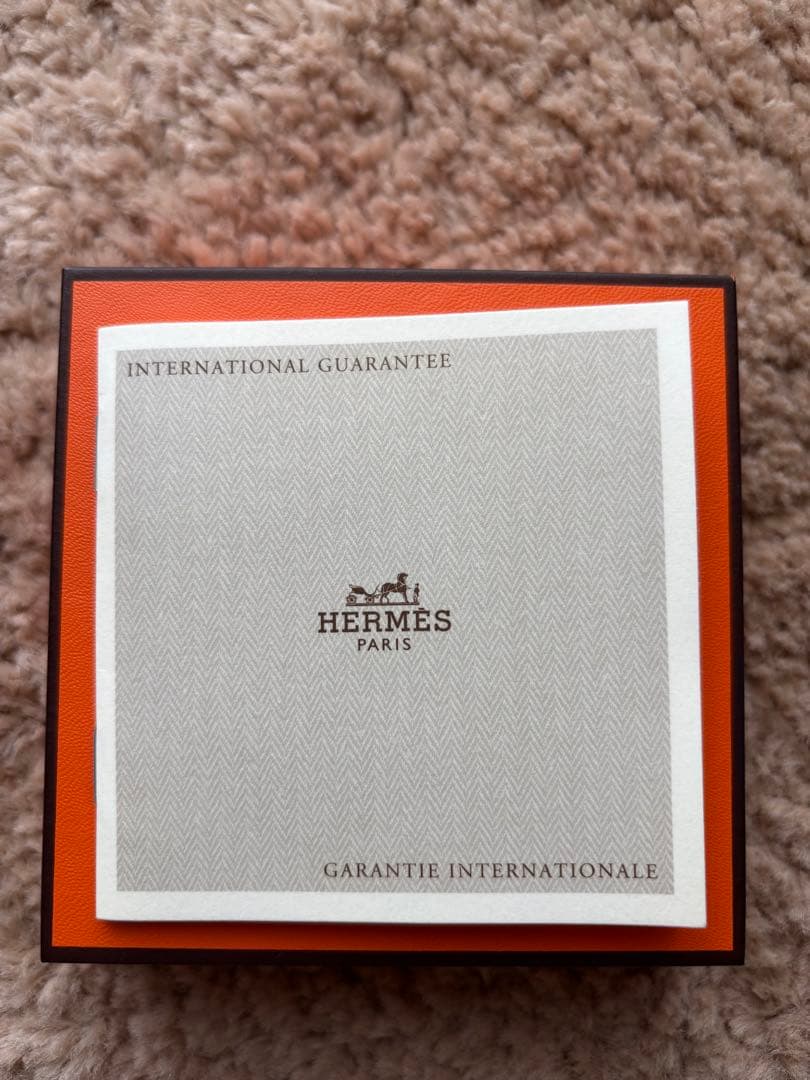 INTERNATIONAL GUARANTEE
HERMÈS
PARIS
GARANTIE INTERNATIONALE